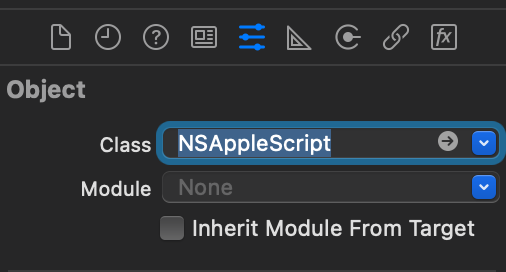 Object
Class NSAppleScript
Module None
Inherit Module From Target